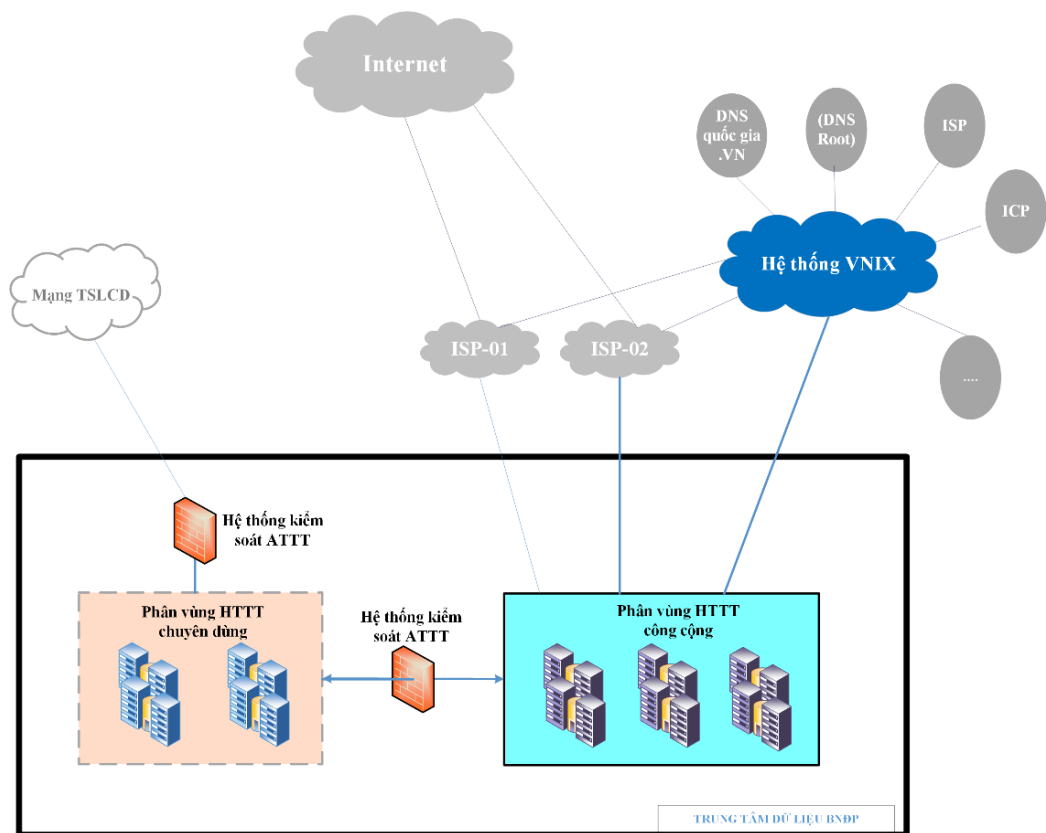 Internet
DNS
quốc gia
.VN
(DNS
Root)
ISP
ICP
Hệ thống VNIX
Mạng TSLCD
ISP-01
ISP-02
....
Hệ thống kiểm
soát ATTT
Phân vùng HTTT
chuyên dùng
Hệ thống kiểm
soát ATTT
Phân vùng HTTT
công cộng
TRUNG TÂM DỮ LIỆU BNĐP